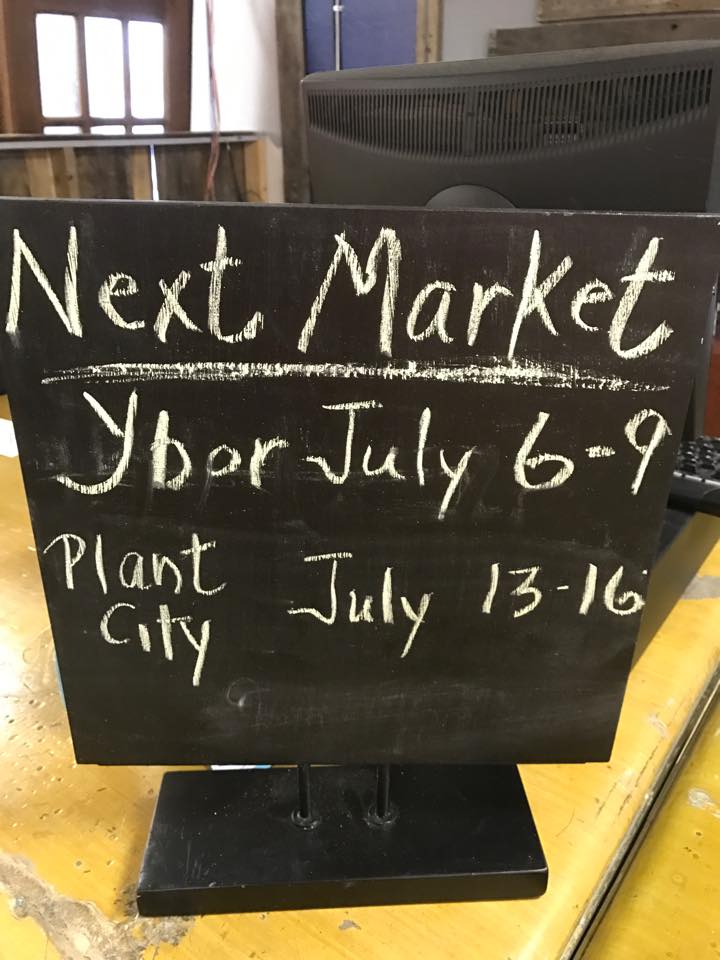 Next Market
Ybor July 6-9
Plant City July 13-16